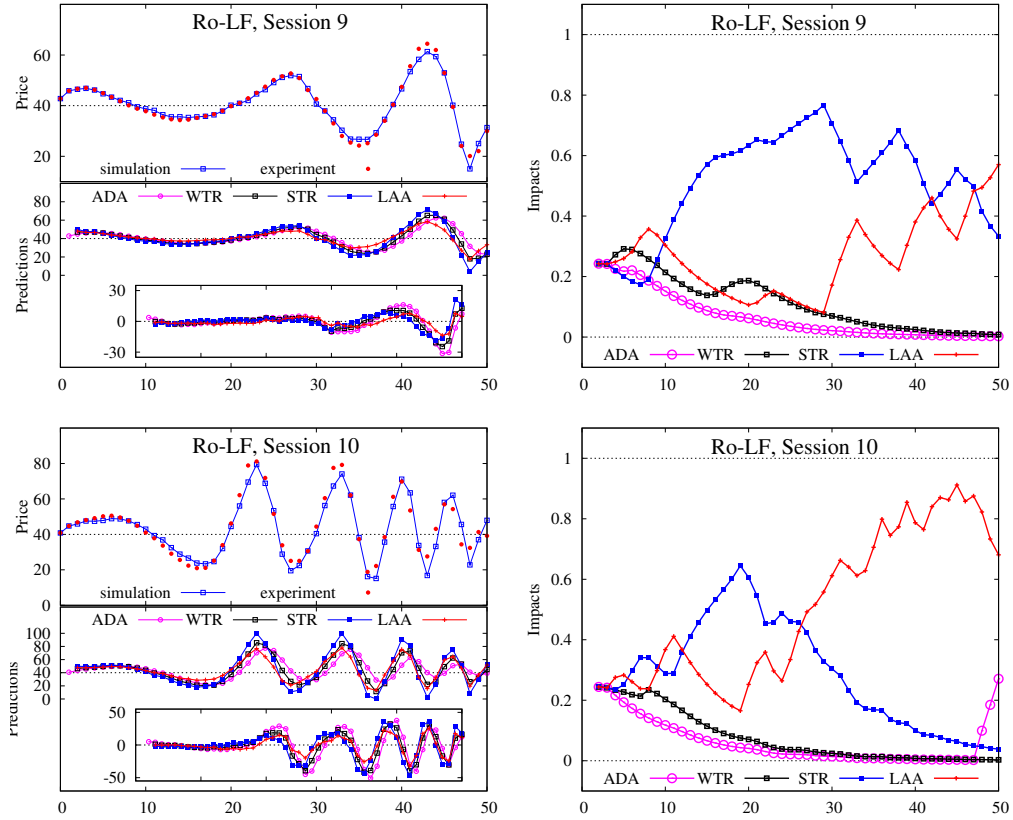 Ro-LF, Session 9
Price
60
40
20
simulation experiment
ADA WTR STR LAA
Predictions
80
60
40
20
0
30
0
-30
0 10 20 30 40 50
Ro-LF, Session 9
Impacts
1
0.8
0.6
0.4
0.2
0
ADA WTR STR LAA
0 10 20 30 40 50
Ro-LF, Session 10
Price
80
60
40
20
0
simulation experiment
ADA WTR STR LAA
Predictions
100
80
60
40
20
0
50
0
-50
0 10 20 30 40 50
Ro-LF, Session 10
Impacts
1
0.8
0.6
0.4
0.2
0
ADA WTR STR LAA
0 10 20 30 40 50